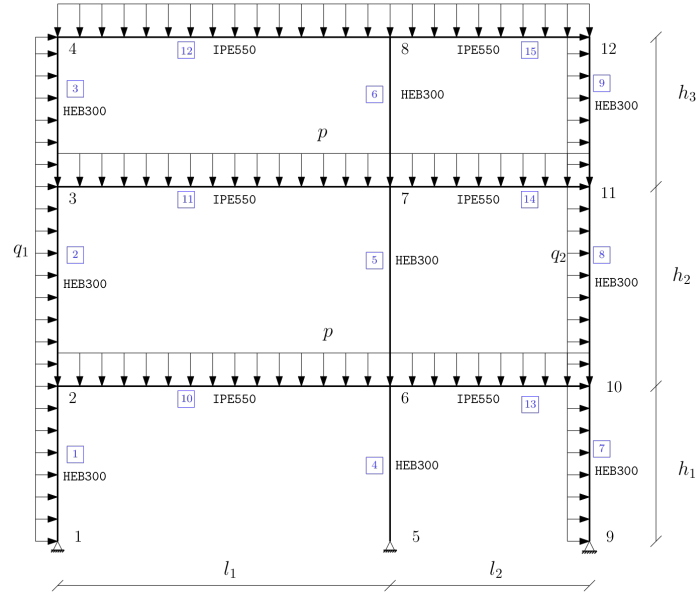 4 12 IPE550 8 IPE550 15 12
3 6 9 h₃
HEB300 HEB300 HEB300
p
3 11 IPE550 7 IPE550 14 11
q₁ 2 5 q₂ 8 h₂
HEB300 HEB300 HEB300
p
2 10 IPE550 6 IPE550 13 10
1 4 7 h₁
HEB300 HEB300 HEB300
1 5 9
l₁ l₂